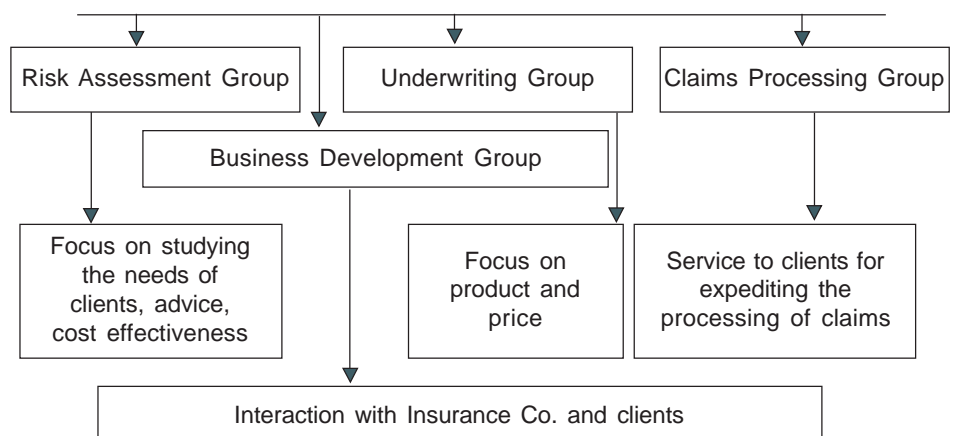 Risk Assessment Group
Underwriting Group
Claims Processing Group
Business Development Group
Focus on studying
the needs of
clients, advice,
cost effectiveness
Focus on
product and
price
Service to clients for
expediting the
processing of claims
Interaction with Insurance Co. and clients